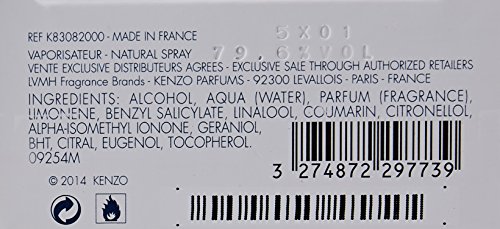 REF K83082000 - MADE IN FRANCE
5X01
VAPORISATEUR - NATURAL SPRAY
79,6%VOL
VENTE EXCLUSIVE DISTRIBUTEURS AGREES - EXCLUSIVE SALE THROUGH AUTHORIZED RETAILERS
LVMH Fragrance Brands - KENZO PARFUMS - 92300 LEVALLOIS - PARIS - FRANCE
INGREDIENTS: ALCOHOL, AQUA (WATER), PARFUM (FRAGRANCE),
LIMONENE, BENZYL SALICYLATE, LINALOOL, COUMARIN, CITRONELLOL,
ALPHA-ISOMETHYL IONONE, GERANIOL,
BHT, CITRAL, EUGENOL, TOCOPHEROL.
09254M
3 274872 297739
© 2014 KENZO